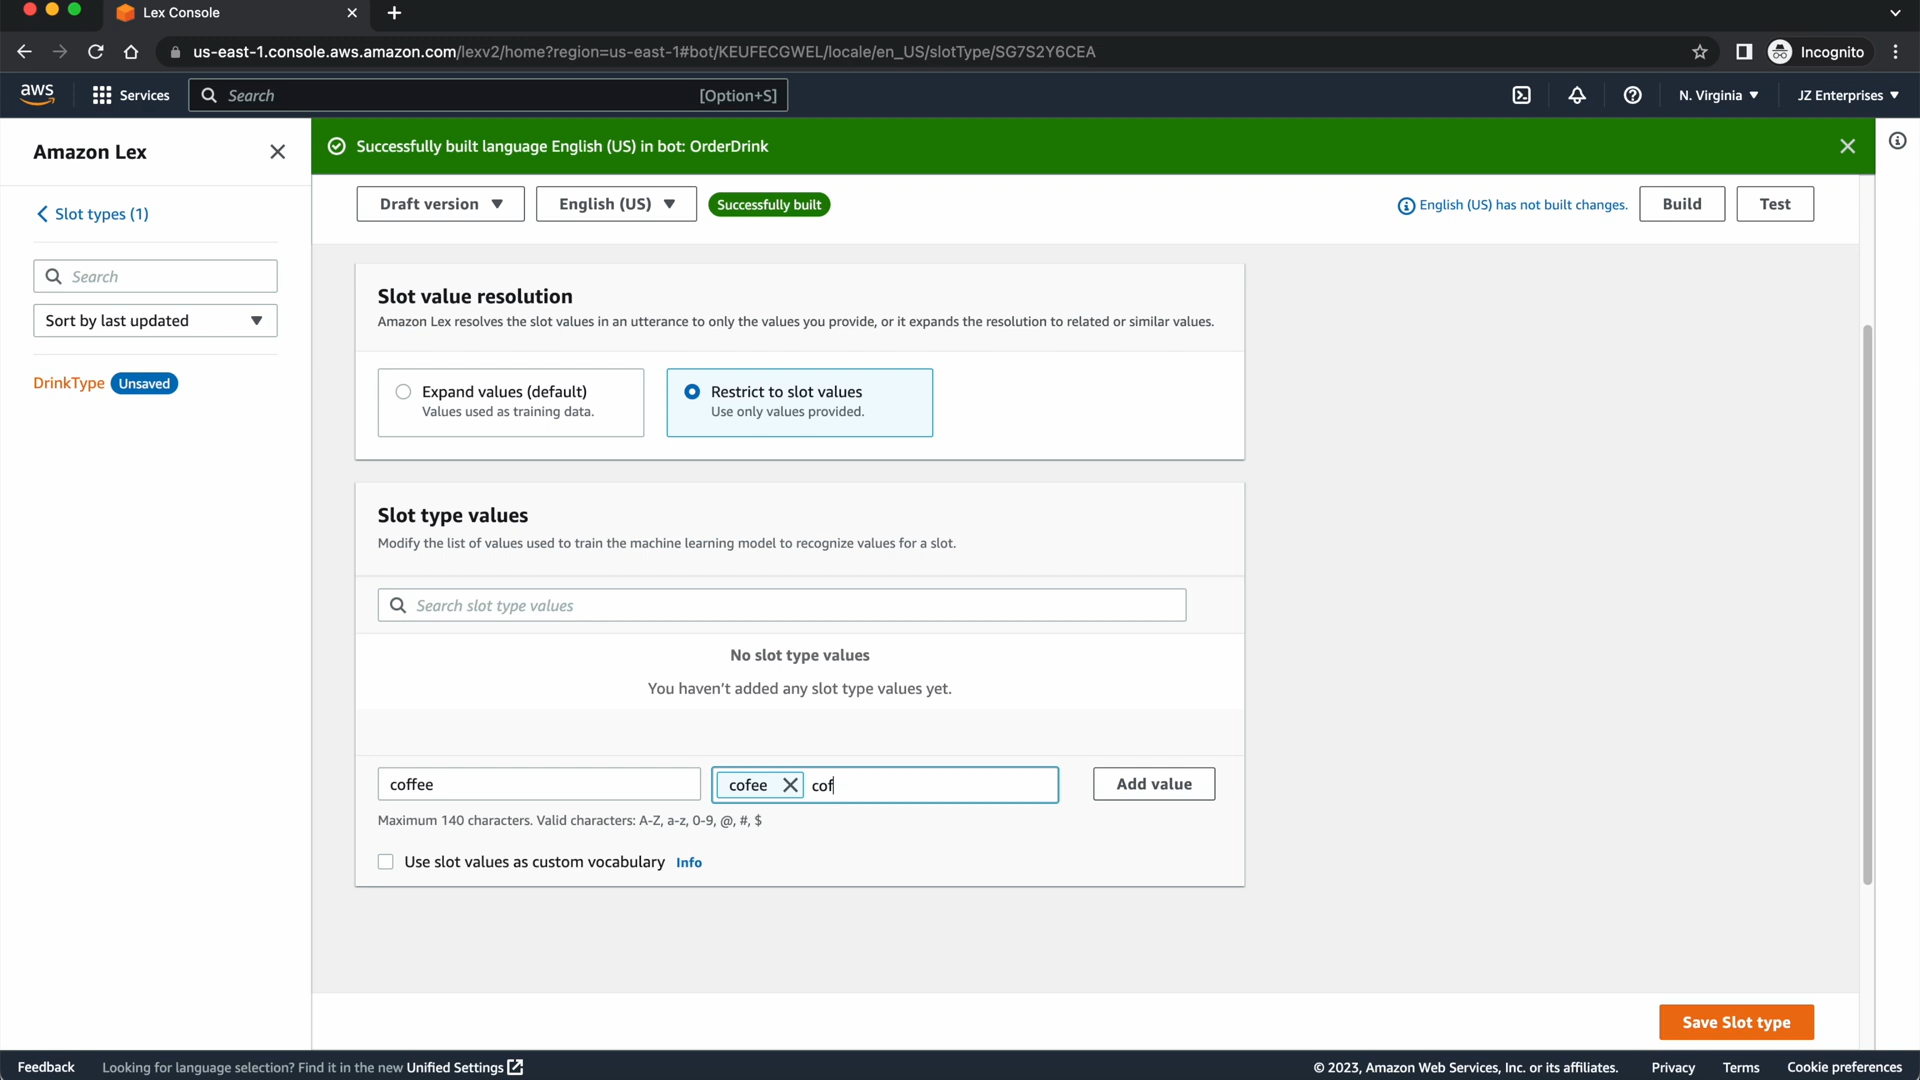 Lex Console
us-east-1.console.aws.amazon.com/lexv2/home?region=us-east-1#bot/KEUFECGWEL/locale/en_US/slotType/SG7S2Y6CEA
Incognito
aws
Services
Search
[Option+S]
N. Virginia
JZ Enterprises
Amazon Lex
Successfully built language English (US) in bot: OrderDrink
Slot types (1)
Draft version
English (US)
Successfully built
English (US) has not built changes.
Build
Test
Search
Sort by last updated
DrinkType Unsaved
Slot value resolution
Amazon Lex resolves the slot values in an utterance to only the values you provide, or it expands the resolution to related or similar values.
Expand values (default)
Values used as training data.
Restrict to slot values
Use only values provided.
Slot type values
Modify the list of values used to train the machine learning model to recognize values for a slot.
Search slot type values
No slot type values
You haven't added any slot type values yet.
coffee
cofee
cof
Add value
Maximum 140 characters. Valid characters: A-Z, a-z, 0-9, @, #, $
Use slot values as custom vocabulary Info
Save Slot type
Feedback
Looking for language selection? Find it in the new Unified Settings
© 2023, Amazon Web Services, Inc. or its affiliates.
Privacy
Terms
Cookie preferences